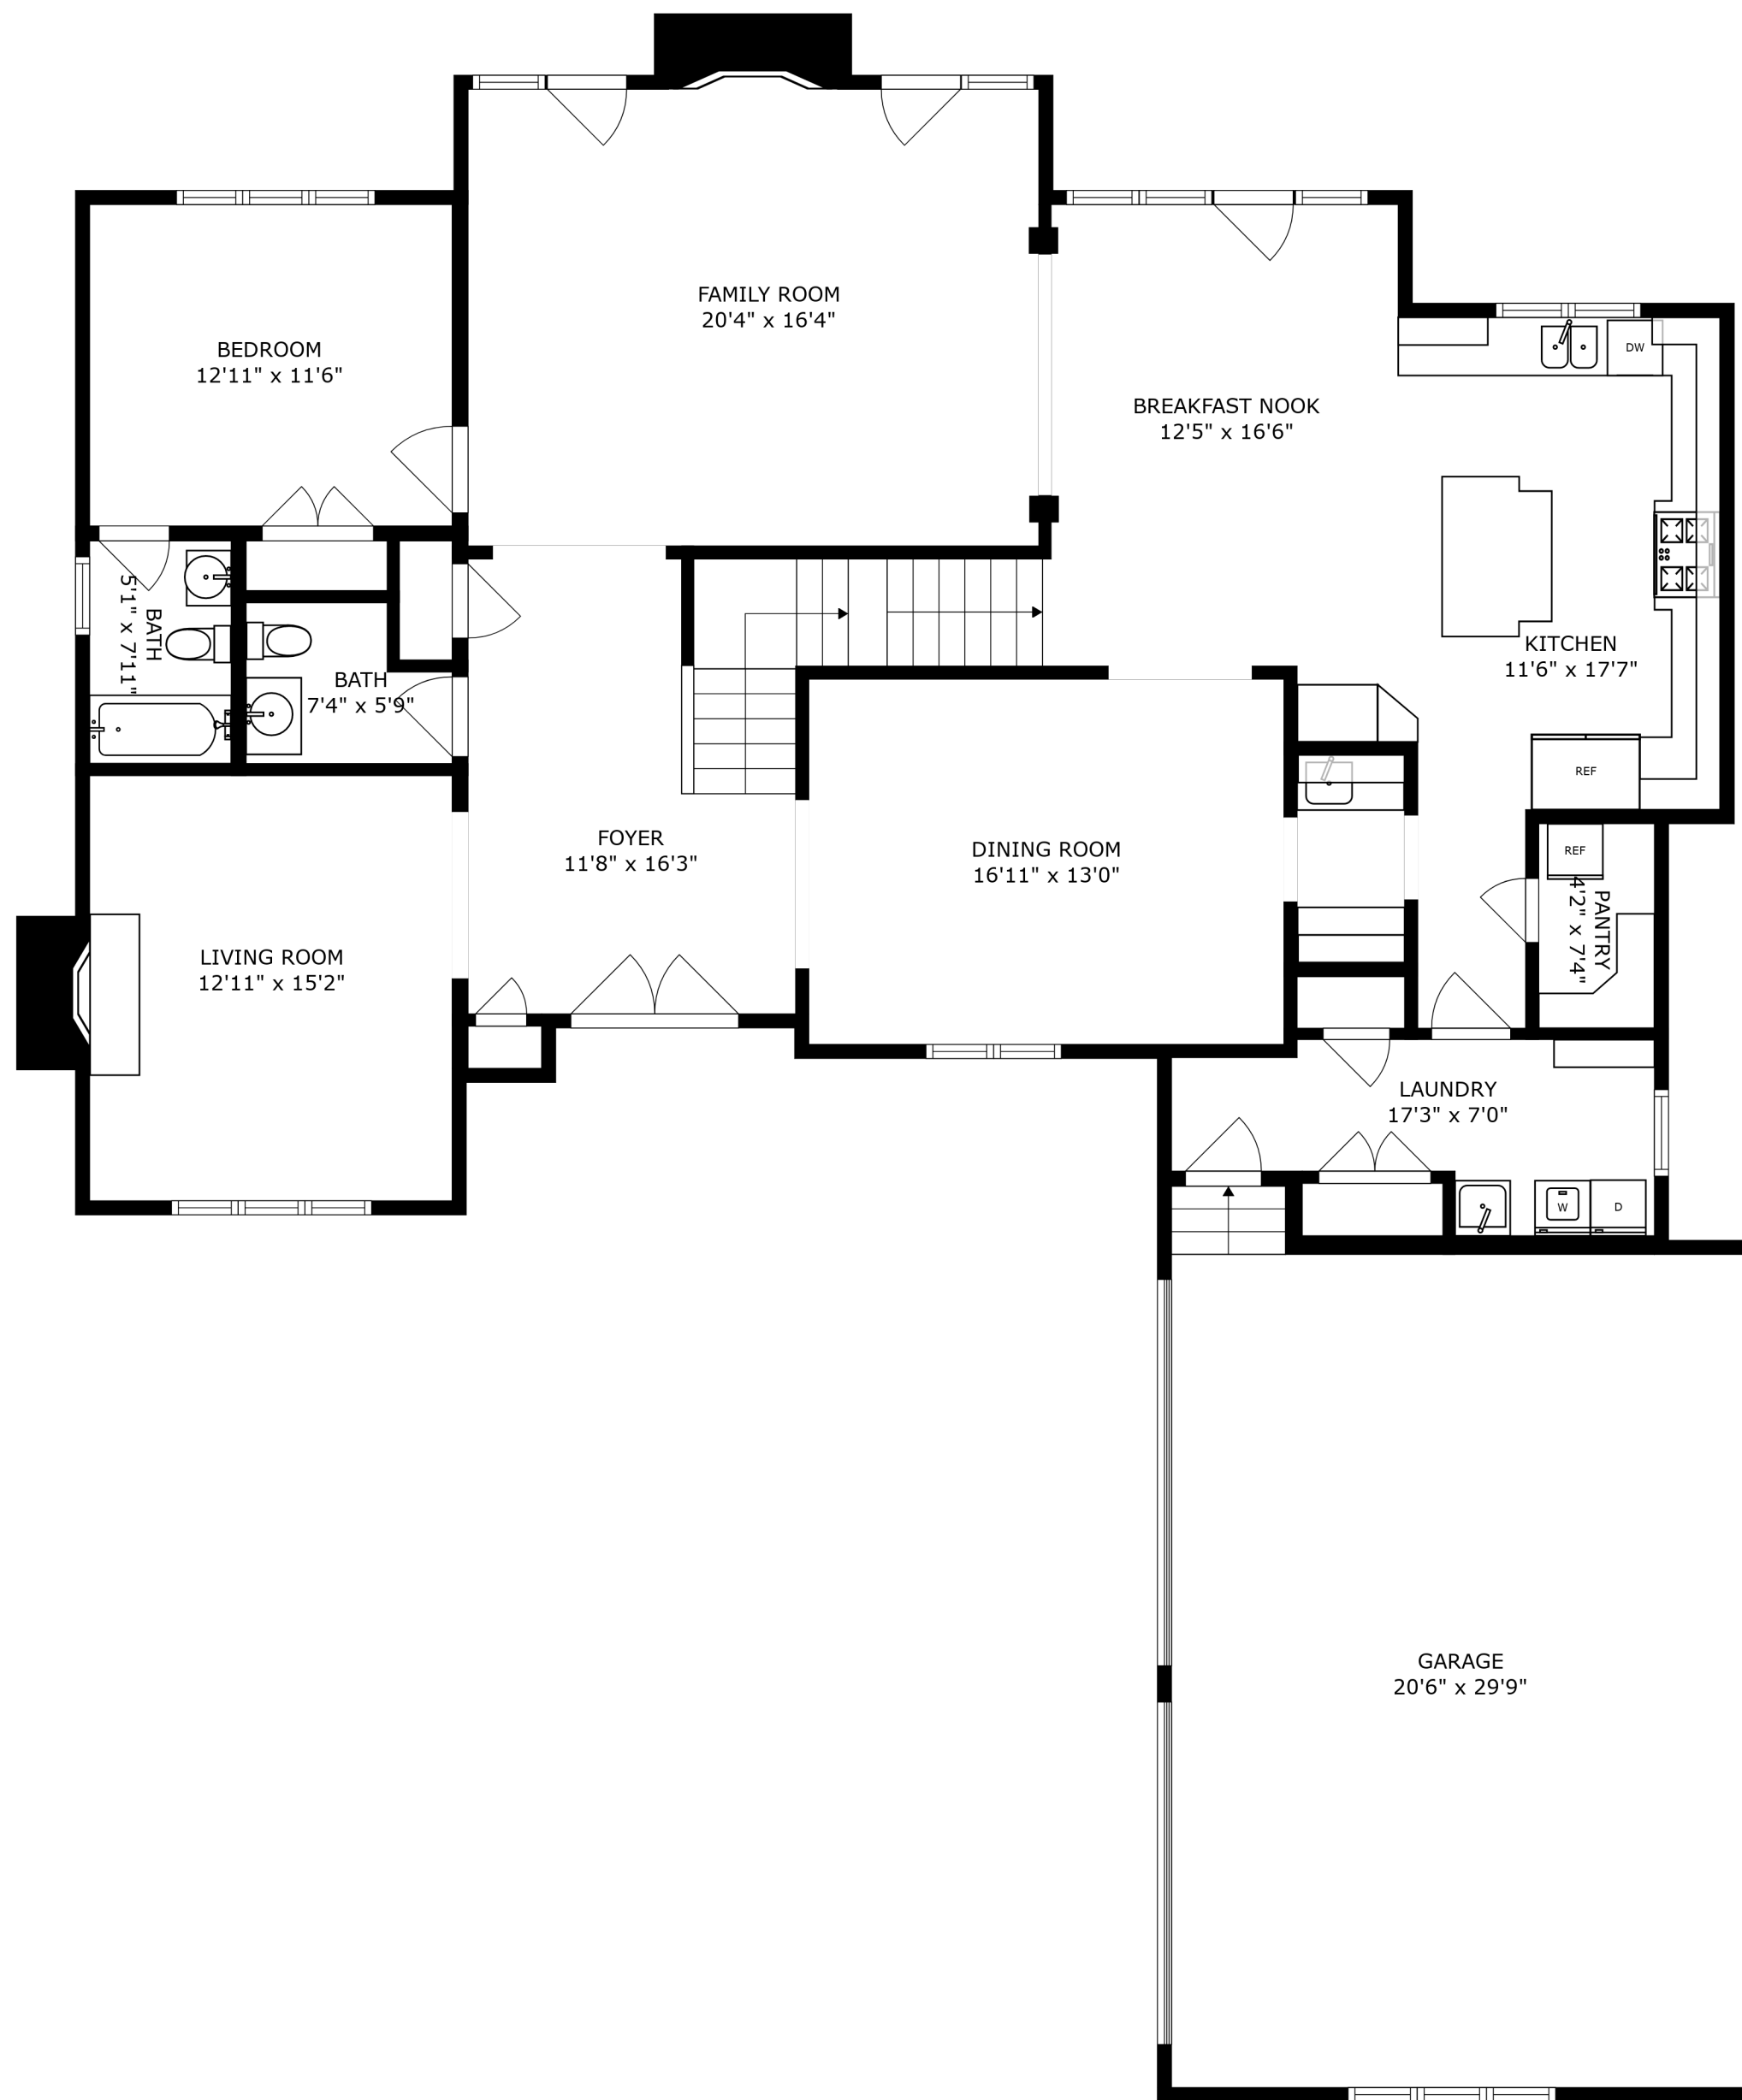 FAMILY ROOM
20'4" x 16'4"
BEDROOM
12'11" x 11'6"
BREAKFAST NOOK
12'5" x 16'6"
DW
BATH
5'1" x 7'11"
BATH
7'4" x 5'9"
KITCHEN
11'6" x 17'7"
REF
FOYER
11'8" x 16'3"
DINING ROOM
16'11" x 13'0"
REF
PANTRY
4'2" x 7'4"
LIVING ROOM
12'11" x 15'2"
LAUNDRY
17'3" x 7'0"
W
D
GARAGE
20'6" x 29'9"